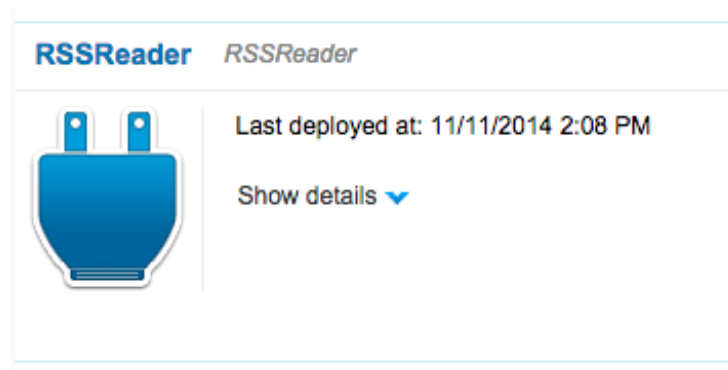 RSSReader RSSReader
Last deployed at: 11/11/2014 2:08 PM
Show details